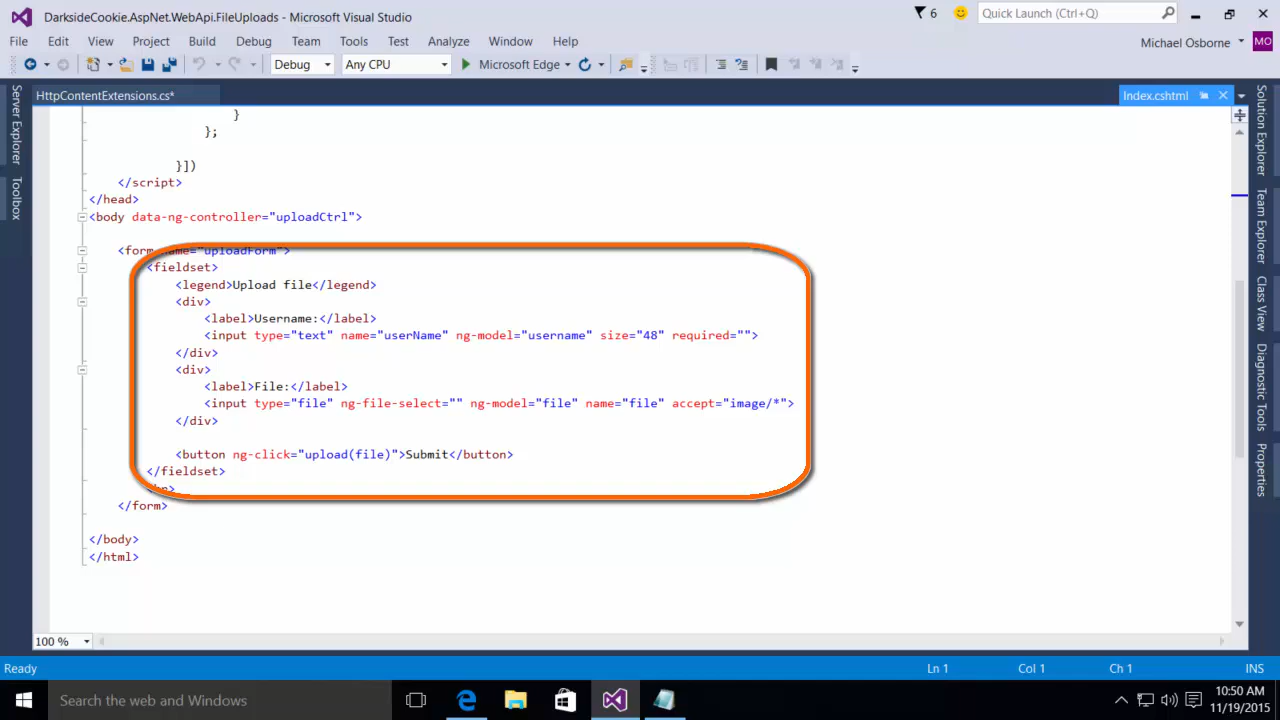 DarksideCookie.AspNet.WebApi.FileUploads - Microsoft Visual Studio
6
Quick Launch (Ctrl+Q)
File Edit View Project Build Debug Team Tools Test Analyze Window Help
Michael Osborne
MO
Debug
Any CPU
Microsoft Edge
HttpContentExtensions.cs*
Index.cshtml
Server Explorer
Toolbox
Solution Explorer
Team Explorer
Class View
Diagnostic Tools
Properties
}
};
}])
</script>
</head>
<body data-ng-controller="uploadCtrl">
<form name="uploadForm">
<fieldset>
<legend>Upload file</legend>
<div>
<label>Username:</label>
<input type="text" name="userName" ng-model="username" size="48" required="">
</div>
<div>
<label>File:</label>
<input type="file" ng-file-select="" ng-model="file" name="file" accept="image/*">
</div>
<button ng-click="upload(file)">Submit</button>
</fieldset>
<br>
</form>
</body>
</html>
100 %
Ready
Ln 1
Col 1
Ch 1
INS
Search the web and Windows
10:50 AM
11/19/2015